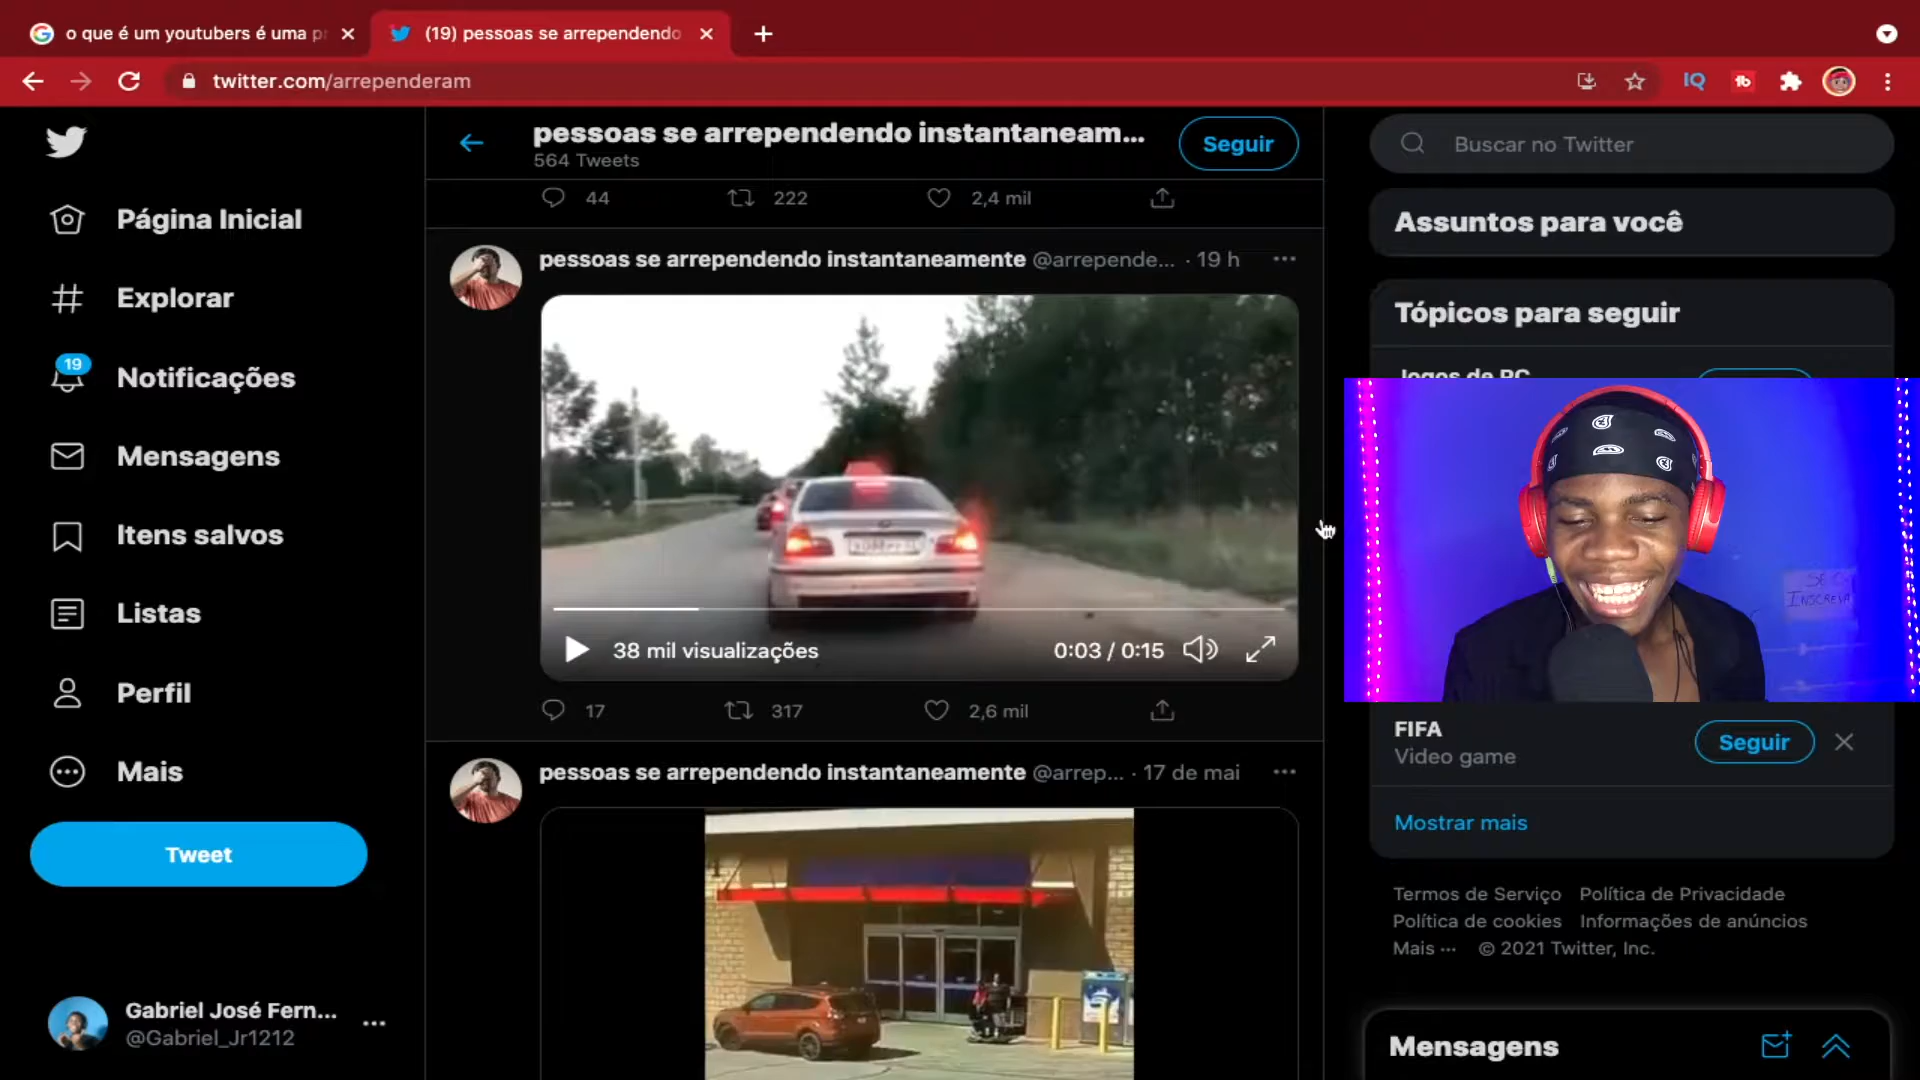 o que é um youtubers é uma p
(19) pessoas se arrependendo
twitter.com/arrependeram
IQ
tb
Página Inicial
Explorar
19
Notificações
Mensagens
Itens salvos
Listas
Perfil
Mais
Tweet
Gabriel José Fern...
@Gabriel_Jr1212
pessoas se arrependendo instantaneam...
564 Tweets
Seguir
44
222
2,4 mil
pessoas se arrependendo instantaneamente @arrepende... · 19 h
38 mil visualizações
0:03 / 0:15
17
317
2,6 mil
pessoas se arrependendo instantaneamente @arrep... · 17 de mai
Buscar no Twitter
Assuntos para você
Tópicos para seguir
Jogos de PC
INSCREVA
FIFA
Video game
Seguir
Mostrar mais
Termos de Serviço Política de Privacidade
Política de cookies Informações de anúncios
Mais ··· © 2021 Twitter, Inc.
Mensagens